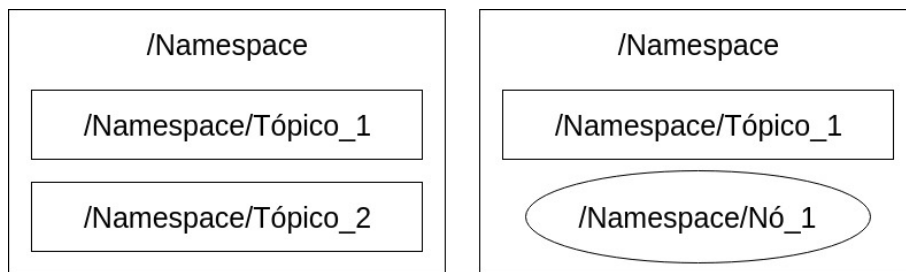 /Namespace
/Namespace/Tópico_1
/Namespace/Tópico_2
/Namespace
/Namespace/Tópico_1
/Namespace/Nó_1